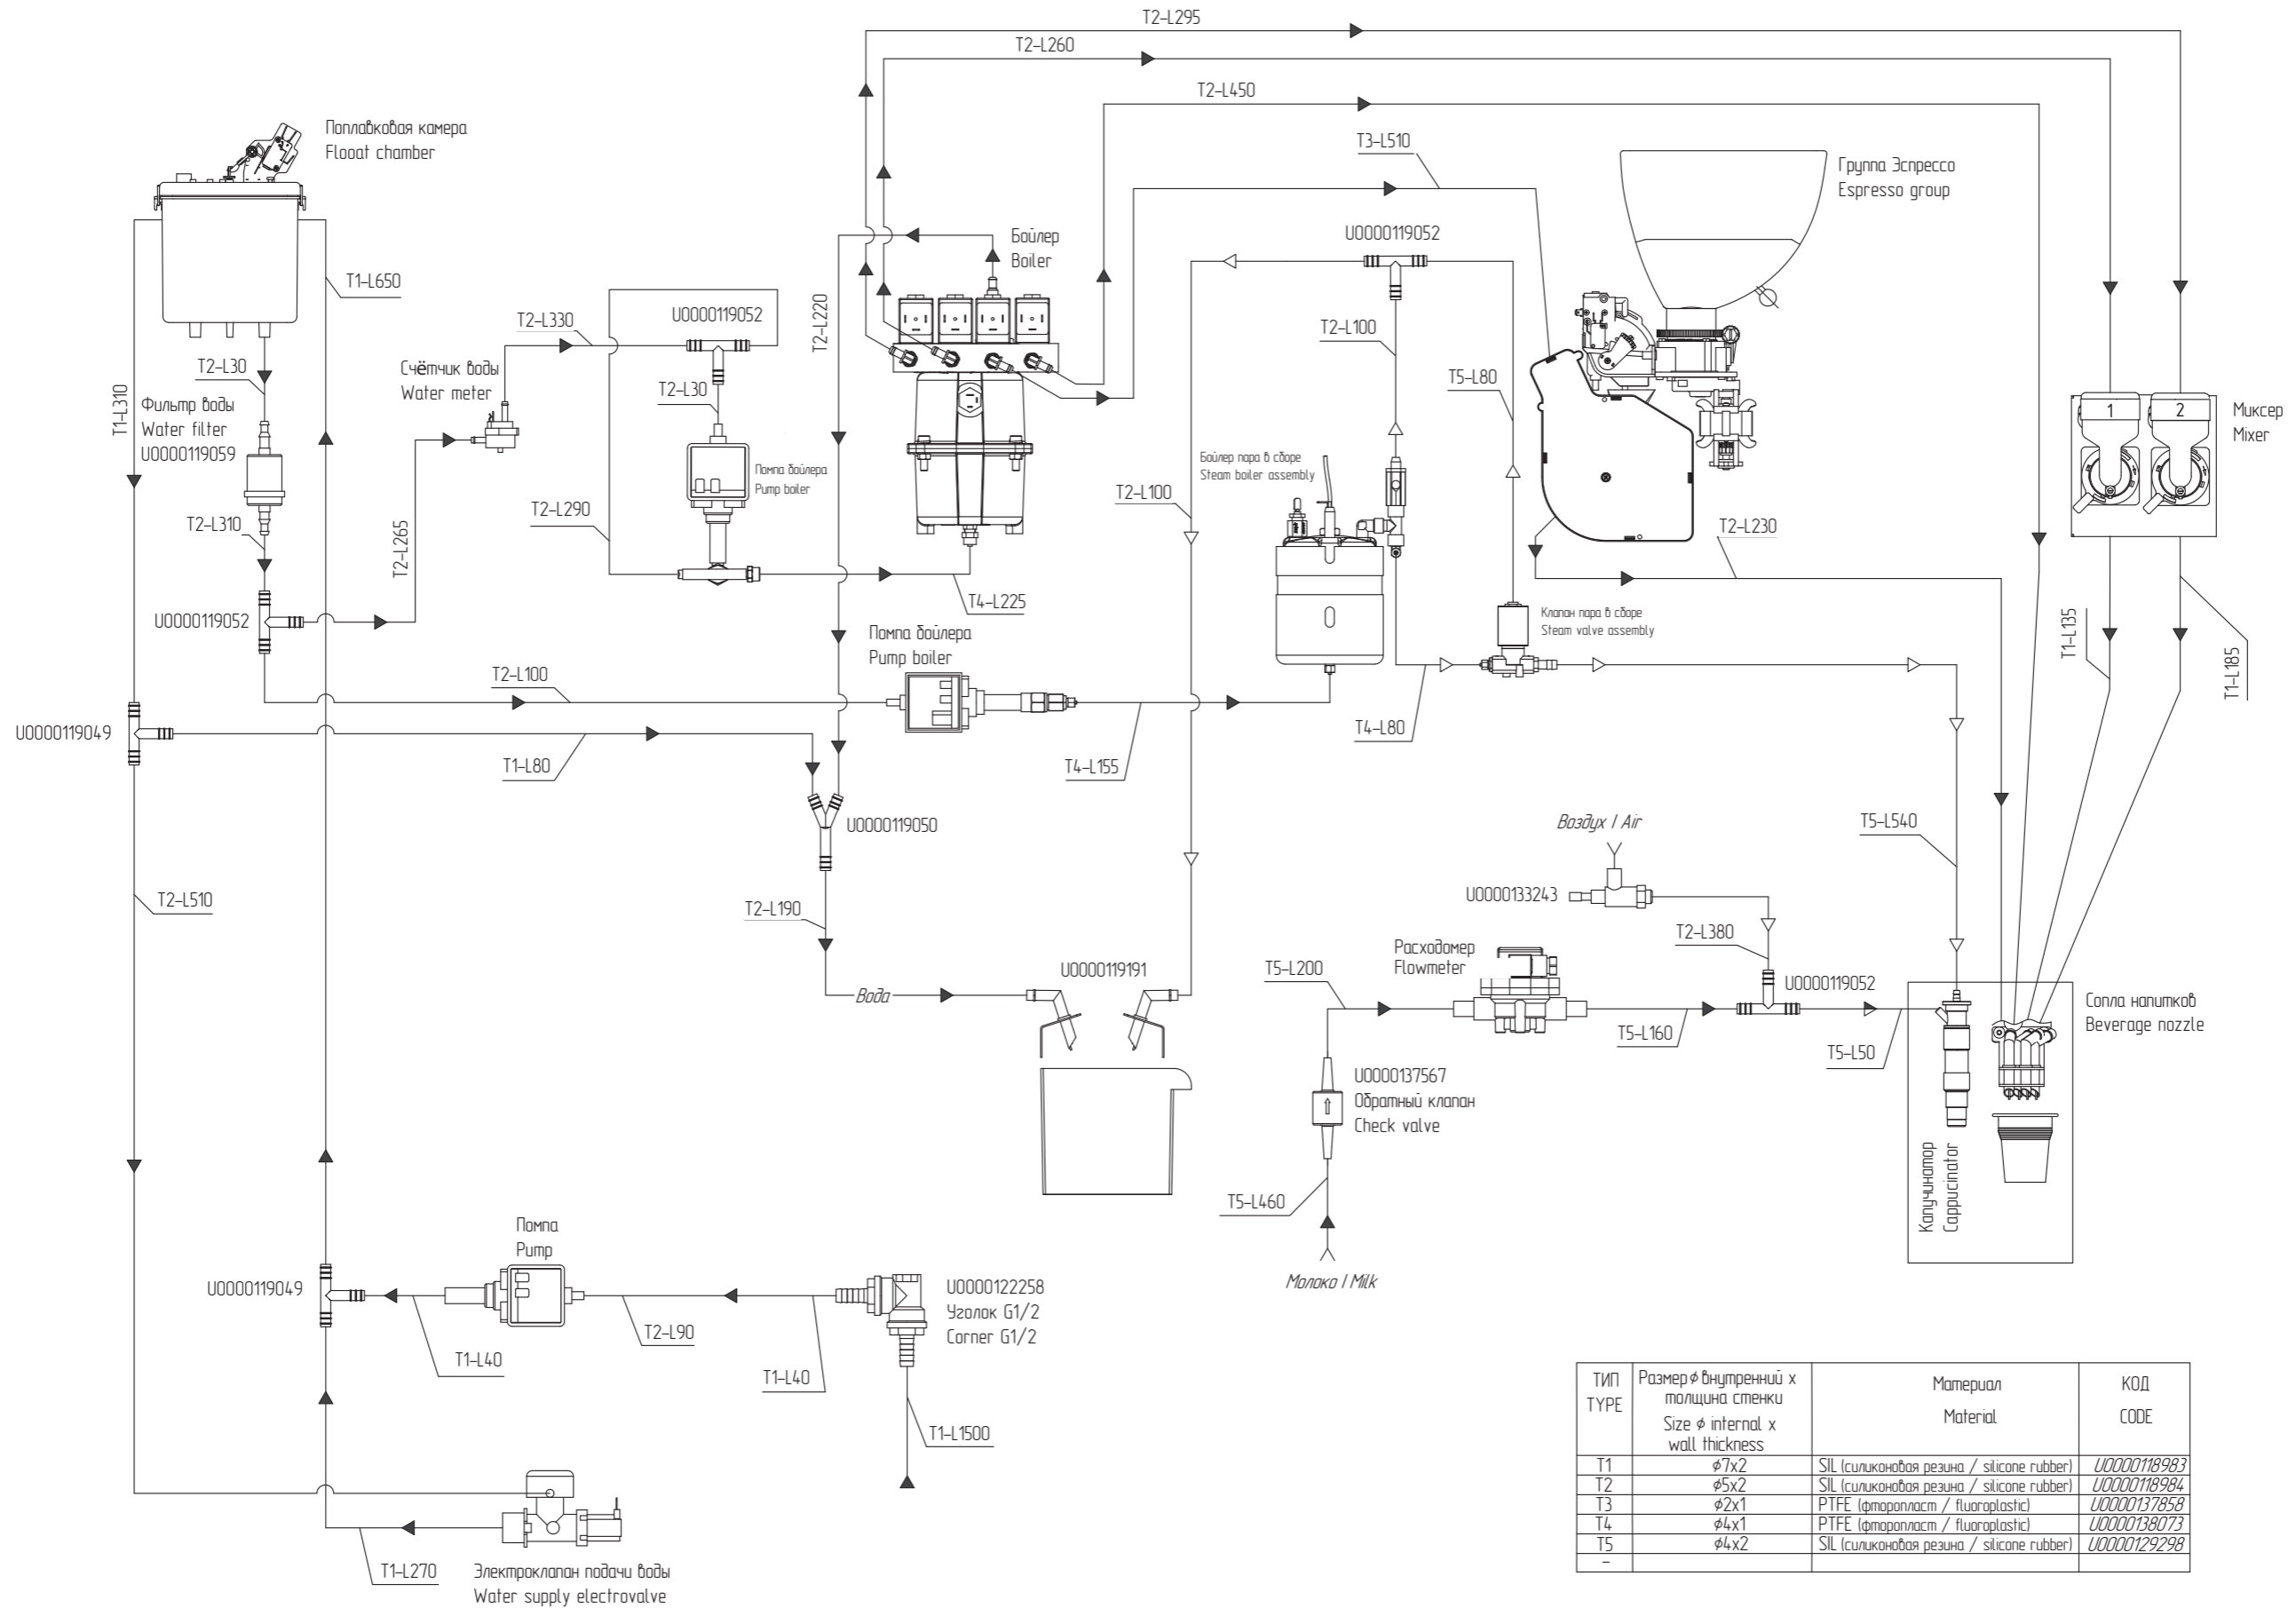 T2-L295
T2-L260
T2-L450
T3-L510
Поплавковая камера
Flooat chamber
Группа Эспрессо
Espresso group
U0000119052
Бойлер
Boiler
T1-L650
T2-L330
U0000119052
T2-L220
T2-L100
T2-L30
Счётчик воды
Water meter
T2-L30
T5-L80
T1-L310
Фильтр воды
Water filter
U0000119059
1
2
Миксер
Mixer
Помпа бойлера
Pump boiler
Бойлер пара в сборе
Steam boiler assembly
T2-L310
T2-L265
T2-L290
T2-L100
T2-L230
U0000119052
T4-L225
Клапан пара в сборе
Steam valve assembly
Помпа бойлера
Pump boiler
T1-L135
T1-L185
T2-L100
U0000119049
T4-L80
T1-L80
T4-L155
U0000119050
Воздух / Air
T5-L540
T2-L510
T2-L190
U0000133243
T2-L380
Расходомер
Flowmeter
T5-L200
U0000119191
U0000119052
Вода
Сопла напитков
Beverage nozzle
T5-L160
T5-L50
U0000137567
Обратный клапан
Check valve
T5-L460
Капучинатор
Cappucinator
Молоко / Milk
Помпа
Pump
U0000119049
U0000122258
Уголок G1/2
Corner G1/2
T2-L90
T1-L40
T1-L40
T1-L1500
T1-L270
Электроклапан подачи воды
Water supply electrovalve
ТИП
TYPE
Размер ϕ внутренний x
толщина стенки
Size ϕ internal x
wall thickness
Материал
Material
КОД
CODE
T1 ϕ7x2 SIL (силиконовая резина / silicone rubber) U0000118983
T2 ϕ5x2 SIL (силиконовая резина / silicone rubber) U0000118984
T3 ϕ2x1 PTFE (фторопласт / fluoroplastic) U0000137858
T4 ϕ4x1 PTFE (фторопласт / fluoroplastic) U0000138073
T5 ϕ4x2 SIL (силиконовая резина / silicone rubber) U0000129298
-